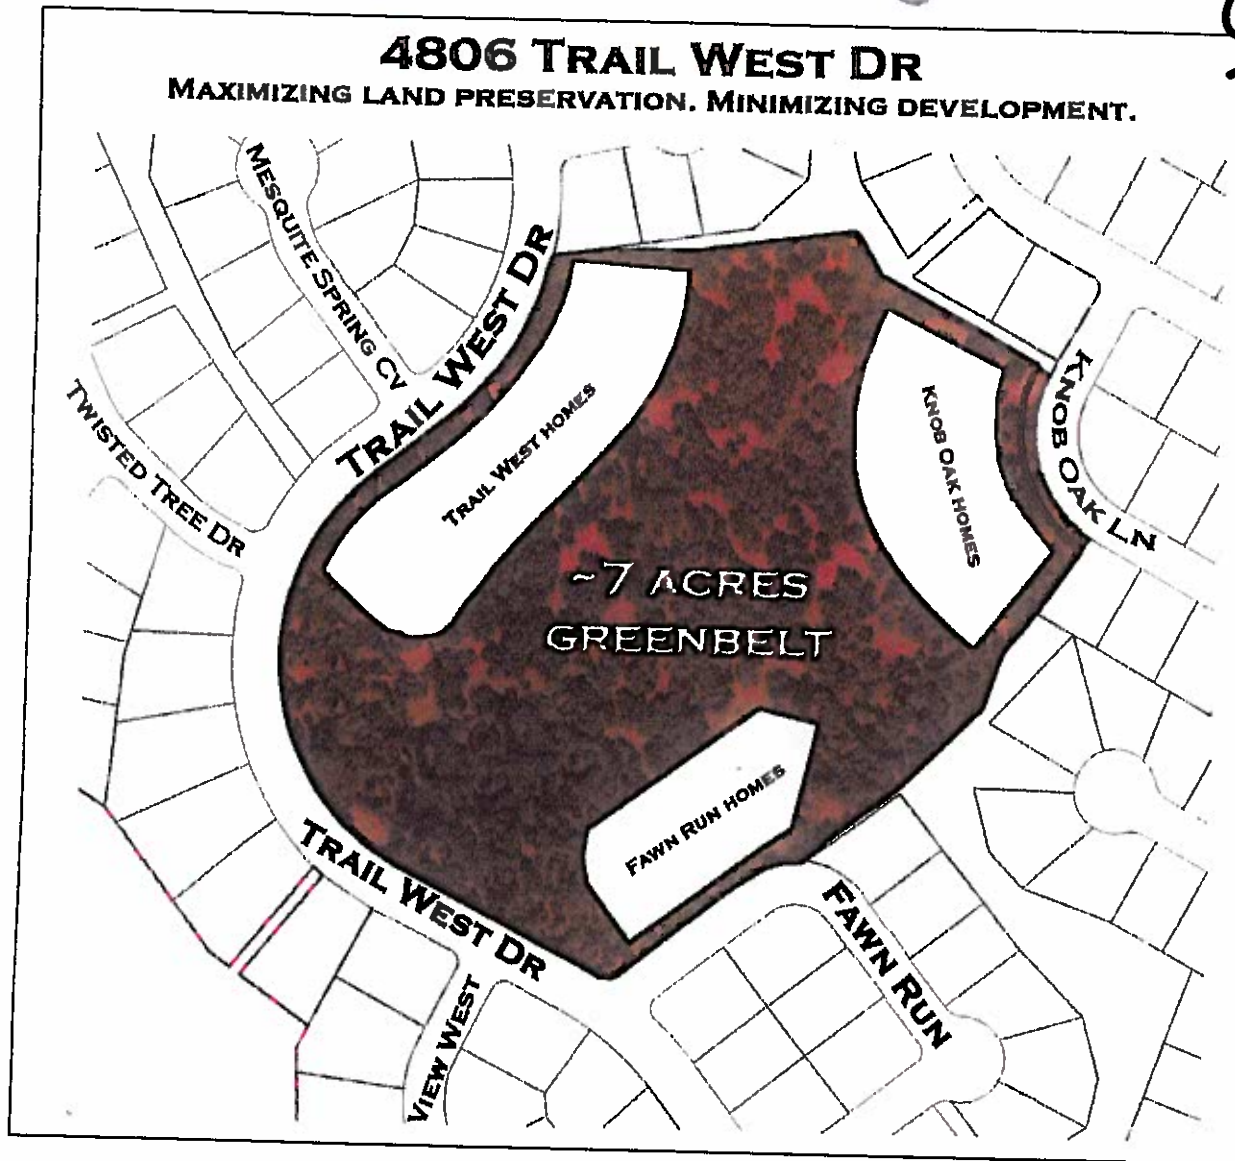 4806 TRAIL WEST DR
MAXIMIZING LAND PRESERVATION. MINIMIZING DEVELOPMENT.
MESQUITE SPRING CV
TRAIL WEST DR
TWISTED TREE DR
TRAIL WEST HOMES
KNOB OAK HOMES
KNOB OAK LN
~7 ACRES
GREENBELT
FAWN RUN HOMES
TRAIL WEST DR
VIEW WEST
FAWN RUN